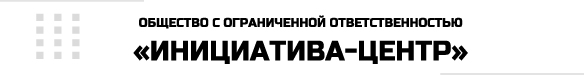 ОБЩЕСТВО С ОГРАНИЧЕННОЙ ОТВЕТСТВЕННОСТЬЮ
«ИНИЦИАТИВА-ЦЕНТР»